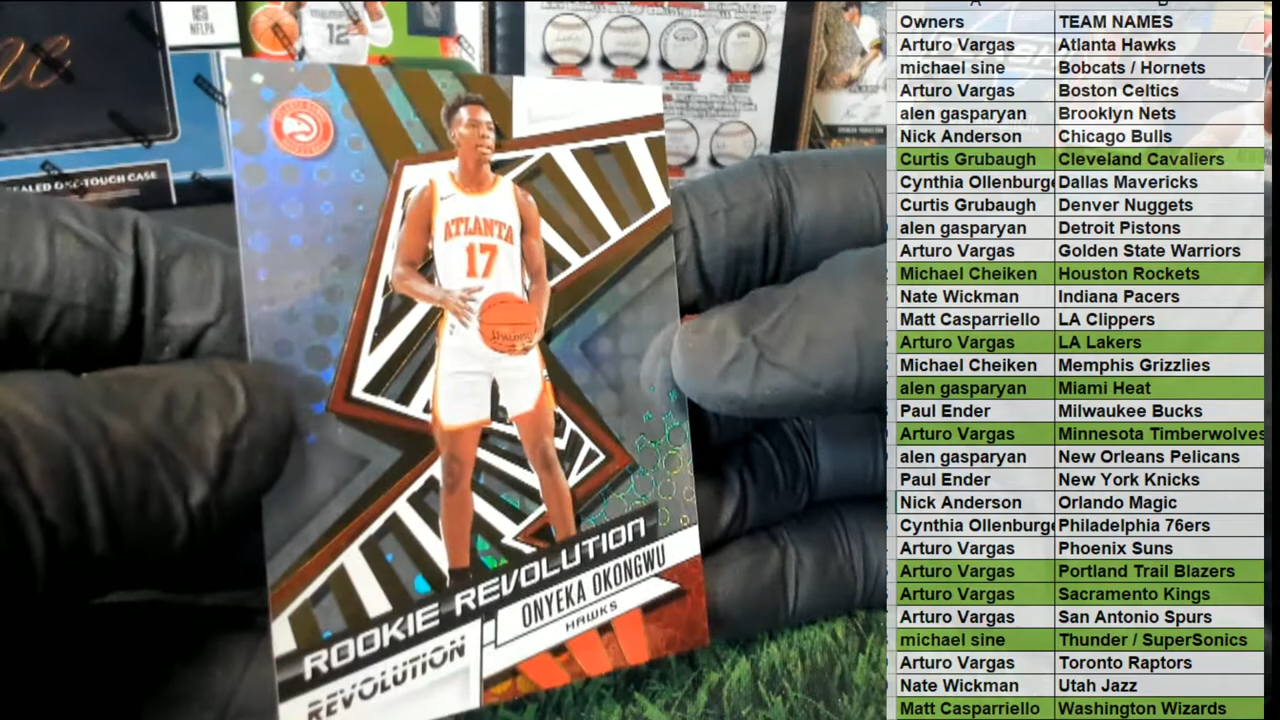 NFLPA
12
SEALED ONE-TOUCH CASE
ATLANTA
17
SPALDING
ROOKIE REVOLUTION
ONYEKA OKONGWU
HAWKS
REVOLUTION
Owners TEAM NAMES
Arturo Vargas Atlanta Hawks
michael sine Bobcats / Hornets
Arturo Vargas Boston Celtics
alen gasparyan Brooklyn Nets
Nick Anderson Chicago Bulls
Curtis Grubaugh Cleveland Cavaliers
Cynthia Ollenburge Dallas Mavericks
Curtis Grubaugh Denver Nuggets
alen gasparyan Detroit Pistons
Arturo Vargas Golden State Warriors
Michael Cheiken Houston Rockets
Nate Wickman Indiana Pacers
Matt Casparriello LA Clippers
Arturo Vargas LA Lakers
Michael Cheiken Memphis Grizzlies
alen gasparyan Miami Heat
Paul Ender Milwaukee Bucks
Arturo Vargas Minnesota Timberwolves
alen gasparyan New Orleans Pelicans
Paul Ender New York Knicks
Nick Anderson Orlando Magic
Cynthia Ollenburge Philadelphia 76ers
Arturo Vargas Phoenix Suns
Arturo Vargas Portland Trail Blazers
Arturo Vargas Sacramento Kings
Arturo Vargas San Antonio Spurs
michael sine Thunder / SuperSonics
Arturo Vargas Toronto Raptors
Nate Wickman Utah Jazz
Matt Casparriello Washington Wizards